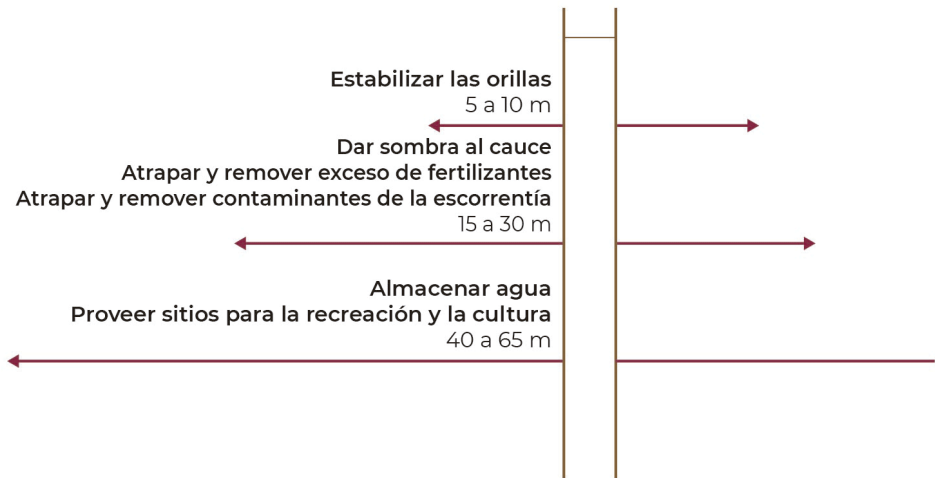 Estabilizar las orillas
5 a 10 m
Dar sombra al cauce
Atrapar y remover exceso de fertilizantes
Atrapar y remover contaminantes de la escorrentía
15 a 30 m
Almacenar agua
Proveer sitios para la recreación y la cultura
40 a 65 m